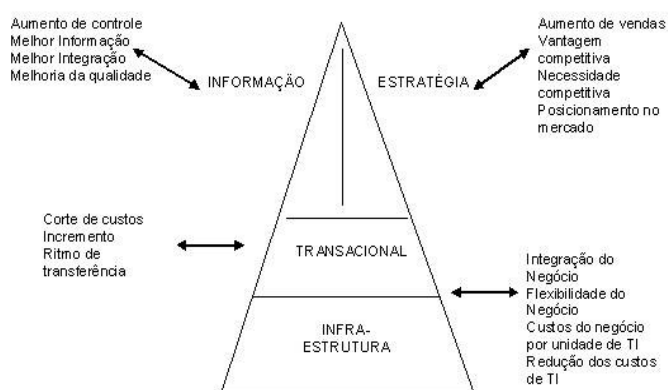 Aumento de controle
Melhor Informação
Melhor Integração
Melhoria da qualidade
INFORMAÇÃO
ESTRATÉGIA
Aumento de vendas
Vantagem
competitiva
Necessidade
competitiva
Posicionamento no
mercado
Corte de custos
Incremento
Ritmo de
transferência
TRANSACIONAL
Integração do
Negócio
Flexibilidade do
Negócio
Custos do negócio
por unidade de TI
Redução dos custos
de TI
INFRA-
ESTRUTURA